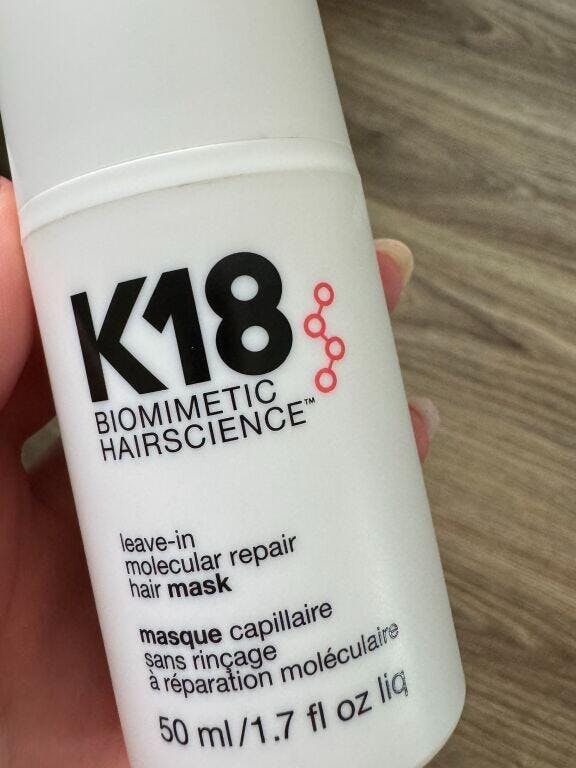 K18
BIOMIMETIC
HAIRSCIENCE™
leave-in
molecular repair
hair mask
masque capillaire
sans rinçage
à réparation moléculaire
50 ml/1.7 fl oz liq